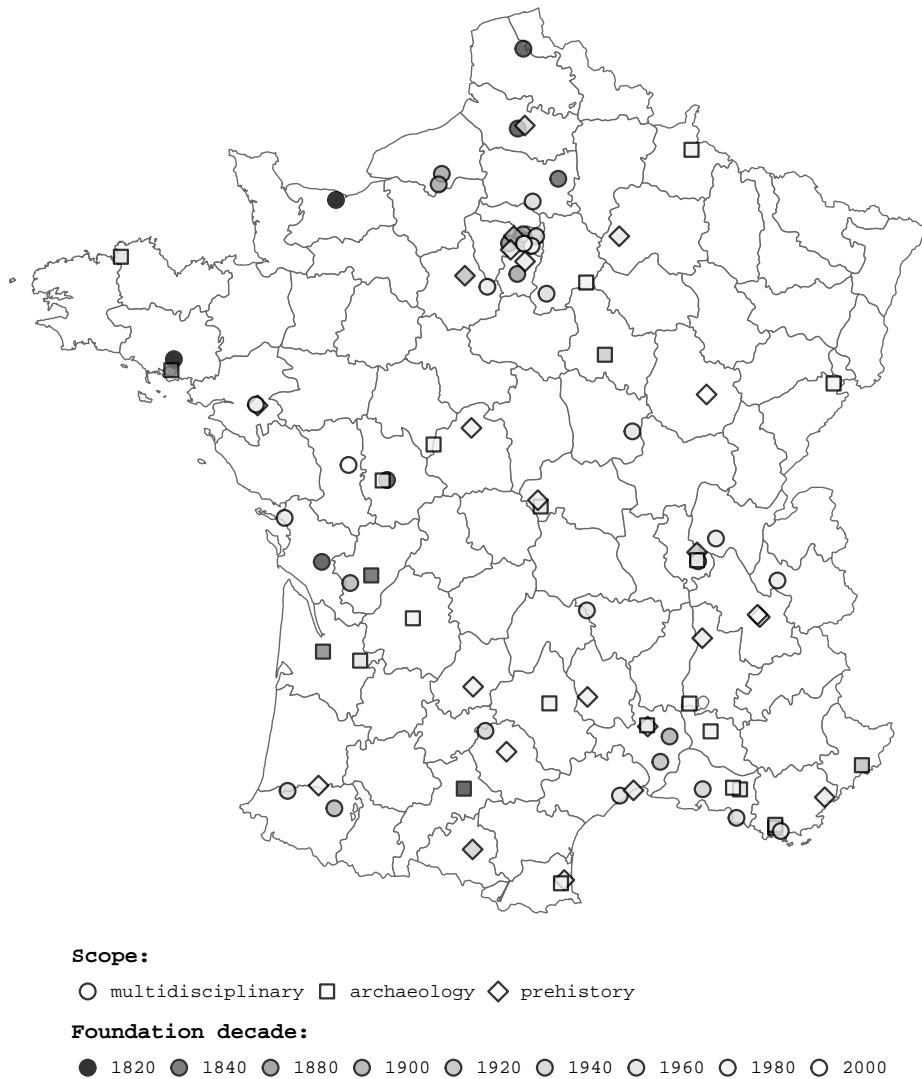 Scope:
multidisciplinary archaeology prehistory
Foundation decade:
1820 1840 1880 1900 1920 1940 1960 1980 2000